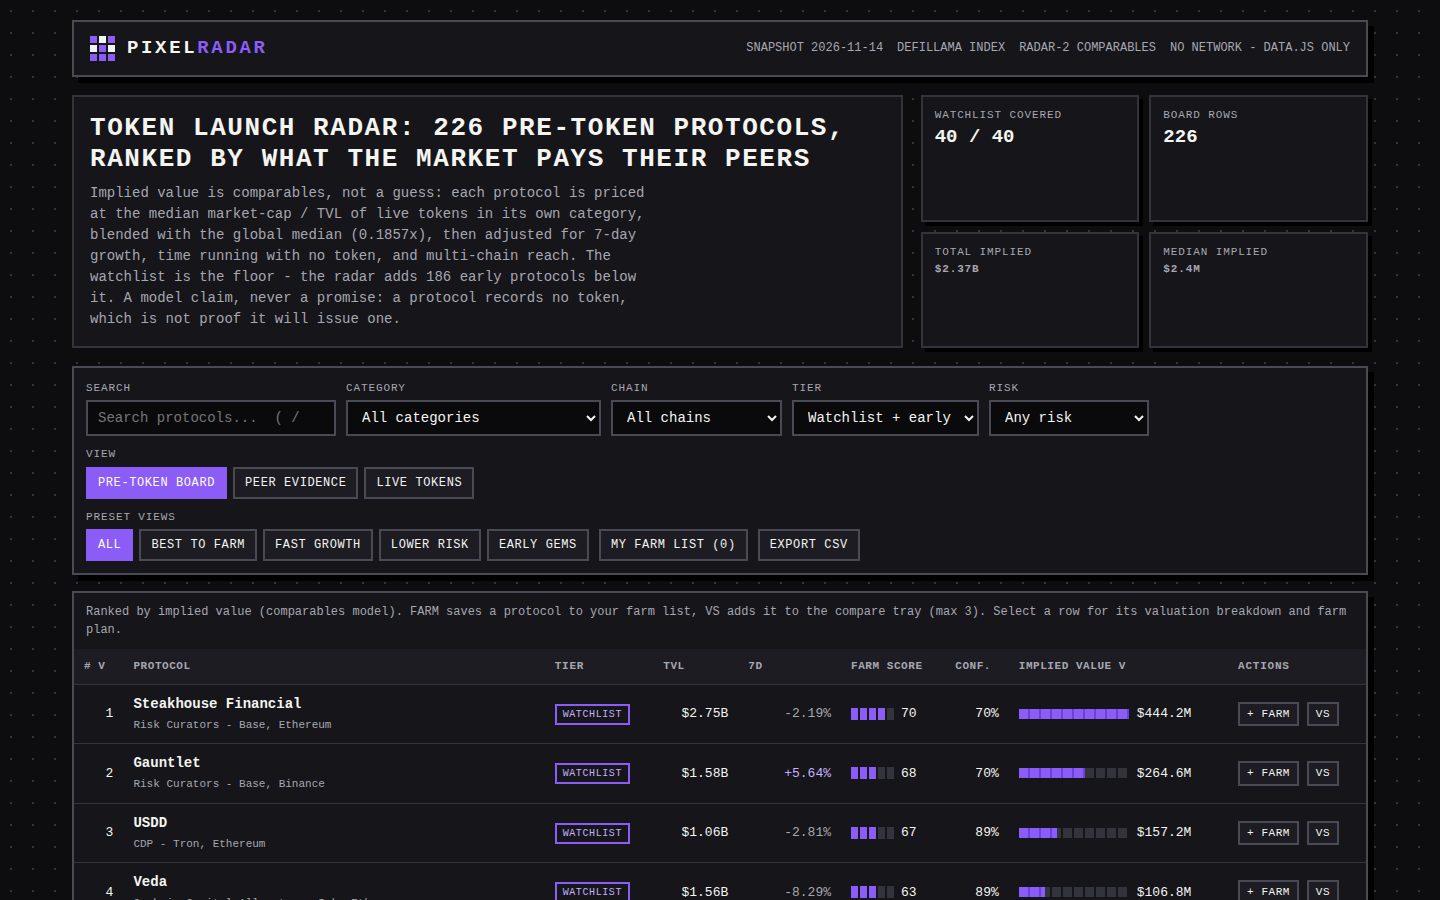 PIXELRADAR
SNAPSHOT 2026-11-14 DEFILLAMA INDEX RADAR-2 COMPARABLES NO NETWORK - DATA.JS ONLY
TOKEN LAUNCH RADAR: 226 PRE-TOKEN PROTOCOLS,
RANKED BY WHAT THE MARKET PAYS THEIR PEERS
Implied value is comparables, not a guess: each protocol is priced
at the median market-cap / TVL of live tokens in its own category,
blended with the global median (0.1857x), then adjusted for 7-day
growth, time running with no token, and multi-chain reach. The
watchlist is the floor - the radar adds 186 early protocols below
it. A model claim, never a promise: a protocol records no token,
which is not proof it will issue one.
WATCHLIST COVERED
40 / 40
BOARD ROWS
226
TOTAL IMPLIED
$2.37B
MEDIAN IMPLIED
$2.4M
SEARCH CATEGORY CHAIN TIER RISK
Search protocols... ( / All categories All chains Watchlist + early Any risk
VIEW
PRE-TOKEN BOARD PEER EVIDENCE LIVE TOKENS
PRESET VIEWS
ALL BEST TO FARM FAST GROWTH LOWER RISK EARLY GEMS MY FARM LIST (0) EXPORT CSV
Ranked by implied value (comparables model). FARM saves a protocol to your farm list, VS adds it to the compare tray (max 3). Select a row for its valuation breakdown and farm
plan.
# V PROTOCOL TIER TVL 7D FARM SCORE CONF. IMPLIED VALUE V ACTIONS
1 Steakhouse Financial WATCHLIST $2.75B -2.19% 70 70% $444.2M + FARM VS
Risk Curators - Base, Ethereum
2 Gauntlet WATCHLIST $1.58B +5.64% 68 70% $264.6M + FARM VS
Risk Curators - Base, Binance
3 USDD WATCHLIST $1.06B -2.81% 67 89% $157.2M + FARM VS
CDP - Tron, Ethereum
4 Veda WATCHLIST $1.56B -8.29% 63 89% $106.8M + FARM VS